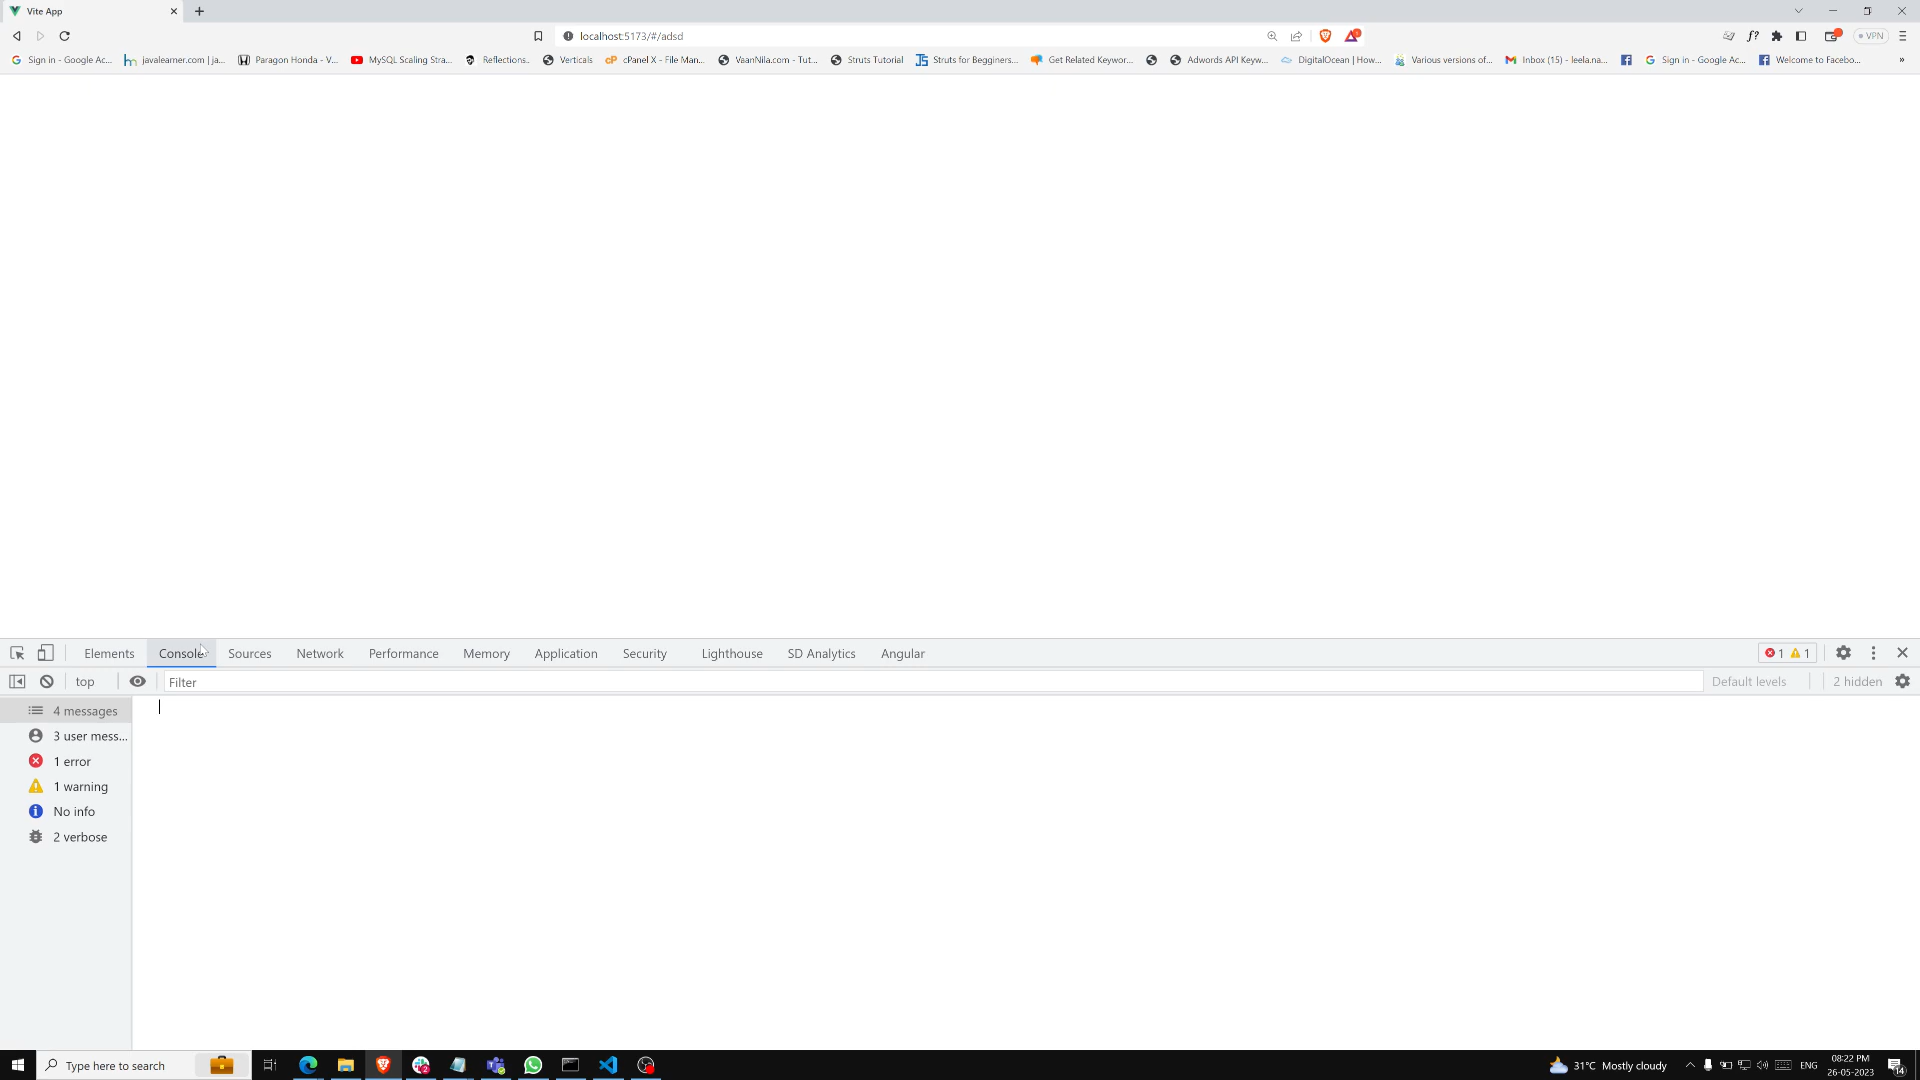 Vite App
localhost:5173/#/adsd
VPN
Sign in - Google Ac...
javalearner.com | ja...
Paragon Honda - V...
MySQL Scaling Stra...
Reflections..
Verticals
cPanel X - File Man...
VaanNila.com - Tut...
Struts Tutorial
Struts for Begginers...
Get Related Keywor...
Adwords API Keyw...
DigitalOcean | How...
Various versions of...
Inbox (15) - leela.na...
Sign in - Google Ac...
Welcome to Facebo...
»
Elements
Console
Sources
Network
Performance
Memory
Application
Security
Lighthouse
SD Analytics
Angular
1
1
top
Filter
Default levels
2 hidden
4 messages
3 user mess...
1 error
1 warning
No info
2 verbose
Type here to search
31°C Mostly cloudy
ENG
08:22 PM
26-05-2023
14